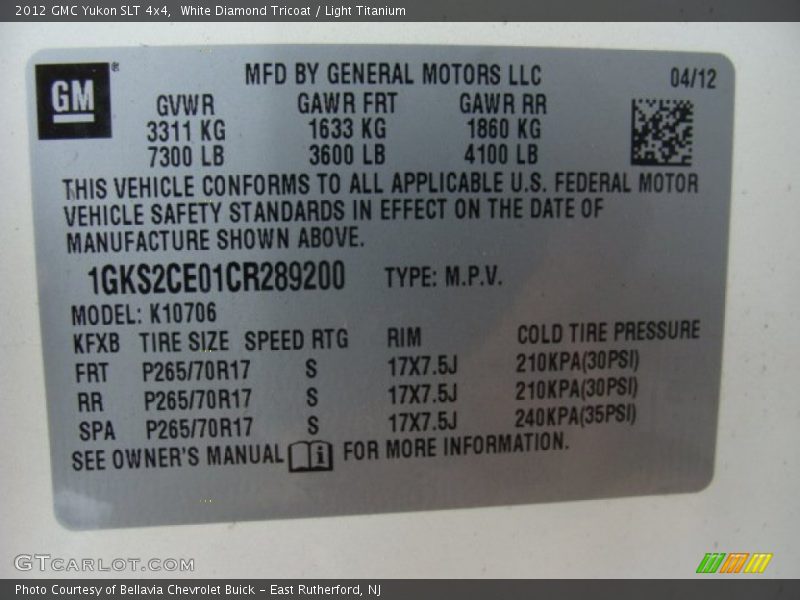 2012 GMC Yukon SLT 4x4,  White Diamond Tricoat / Light Titanium
GM ®
MFD BY GENERAL MOTORS LLC 04/12
GVWR GAWR FRT GAWR RR
3311 KG 1633 KG 1860 KG
7300 LB 3600 LB 4100 LB
THIS VEHICLE CONFORMS TO ALL APPLICABLE U.S. FEDERAL MOTOR
VEHICLE SAFETY STANDARDS IN EFFECT ON THE DATE OF
MANUFACTURE SHOWN ABOVE.
1GKS2CE01CR289200 TYPE: M.P.V.
MODEL: K10706
KFXB TIRE SIZE SPEED RTG RIM COLD TIRE PRESSURE
FRT P265/70R17 S 17X7.5J 210KPA(30PSI)
RR P265/70R17 S 17X7.5J 210KPA(30PSI)
SPA P265/70R17 S 17X7.5J 240KPA(35PSI)
SEE OWNER'S MANUAL i FOR MORE INFORMATION.
GTCARLOT.COM
Photo Courtesy of Bellavia Chevrolet Buick - East Rutherford, NJ